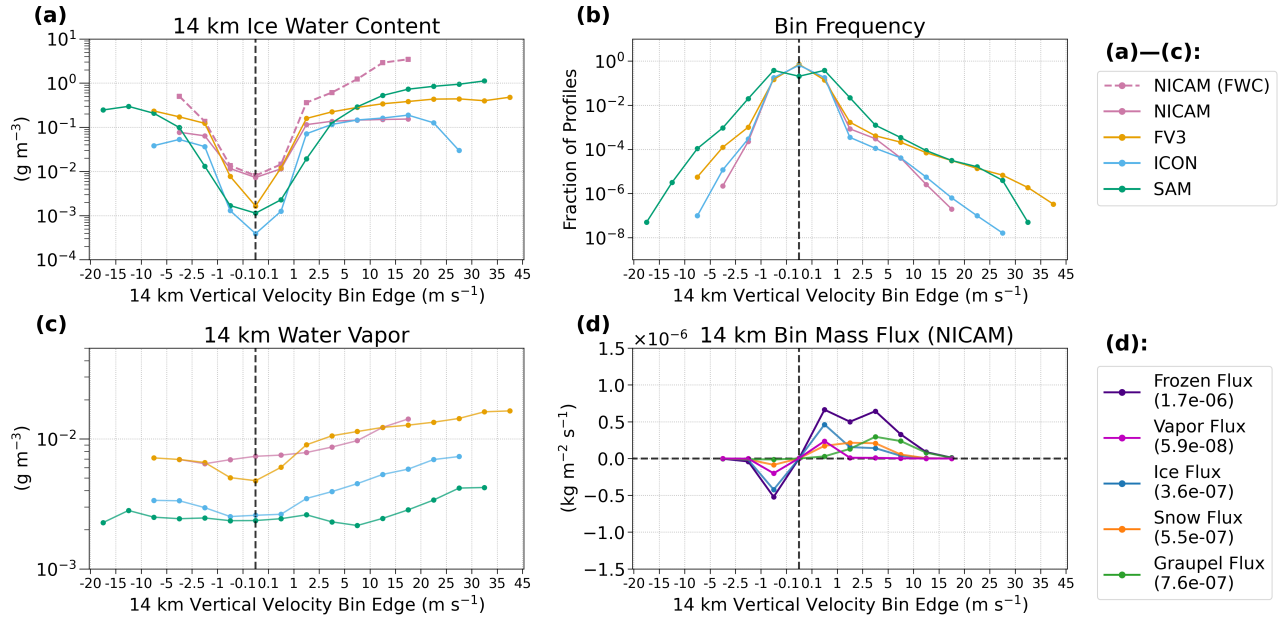 (a)
14 km Ice Water Content
(g m⁻³)
10¹
10⁰
10⁻¹
10⁻²
10⁻³
10⁻⁴
-20 -15 -10 -5 -2.5 -1 -0.1 0.1 1 2.5 5 10 15 20 25 30 35 45
14 km Vertical Velocity Bin Edge (m s⁻¹)
(b)
Bin Frequency
Fraction of Profiles
10⁰
10⁻²
10⁻⁴
10⁻⁶
10⁻⁸
-20 -15 -10 -5 -2.5 -1 -0.1 0.1 1 2.5 5 10 15 20 25 30 35 45
14 km Vertical Velocity Bin Edge (m s⁻¹)
(a)—(c):
NICAM (FWC)
NICAM
FV3
ICON
SAM
(c)
14 km Water Vapor
(g m⁻³)
10⁻²
10⁻³
-20 -15 -10 -5 -2.5 -1 -0.1 0.1 1 2.5 5 10 15 20 25 30 35 45
14 km Vertical Velocity Bin Edge (m s⁻¹)
(d)
×10⁻⁶ 14 km Bin Mass Flux (NICAM)
(kg m⁻² s⁻¹)
1.5
1.0
0.5
0.0
−0.5
−1.0
−1.5
-20 -15 -10 -5 -2.5 -1 -0.1 0.1 1 2.5 5 10 15 20 25 30 35 45
14 km Vertical Velocity Bin Edge (m s⁻¹)
(d):
Frozen Flux
(1.7e-06)
Vapor Flux
(5.9e-08)
Ice Flux
(3.6e-07)
Snow Flux
(5.5e-07)
Graupel Flux
(7.6e-07)